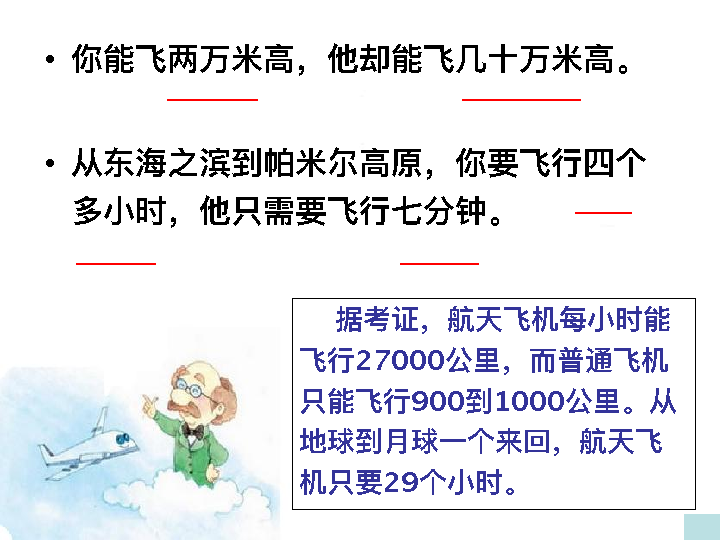 • 你能飞两万米高，他却能飞几十万米高。
• 从东海之滨到帕米尔高原，你要飞行四个
多小时，他只需要飞行七分钟。
据考证，航天飞机每小时能
飞行27000公里，而普通飞机
只能飞行900到1000公里。从
地球到月球一个来回，航天飞
机只要29个小时。